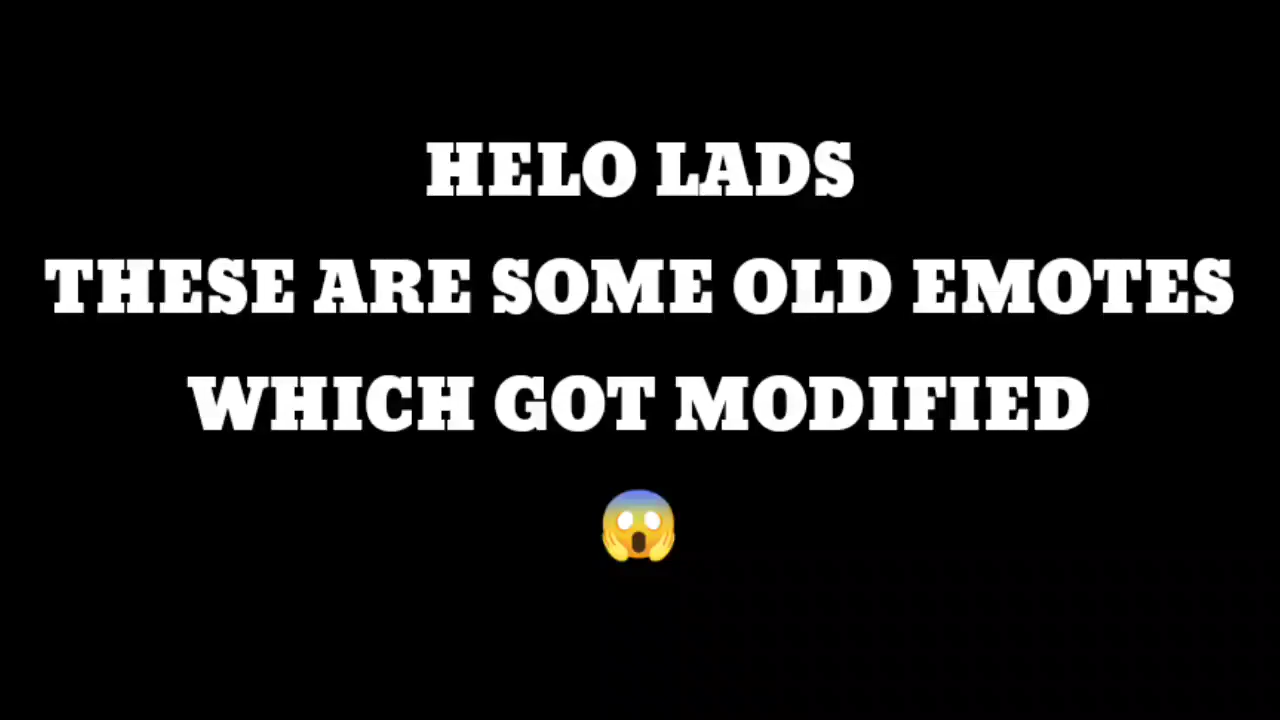 HELO LADS
THESE ARE SOME OLD EMOTES
WHICH GOT MODIFIED
😱